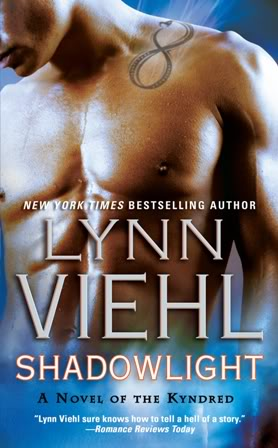 NEW YORK TIMES BESTSELLING AUTHOR
LYNN
VIEHL
SHADOWLIGHT
A NOVEL OF THE KYNDRED
"Lynn Viehl sure knows how to tell a hell of a story."
—Romance Reviews Today